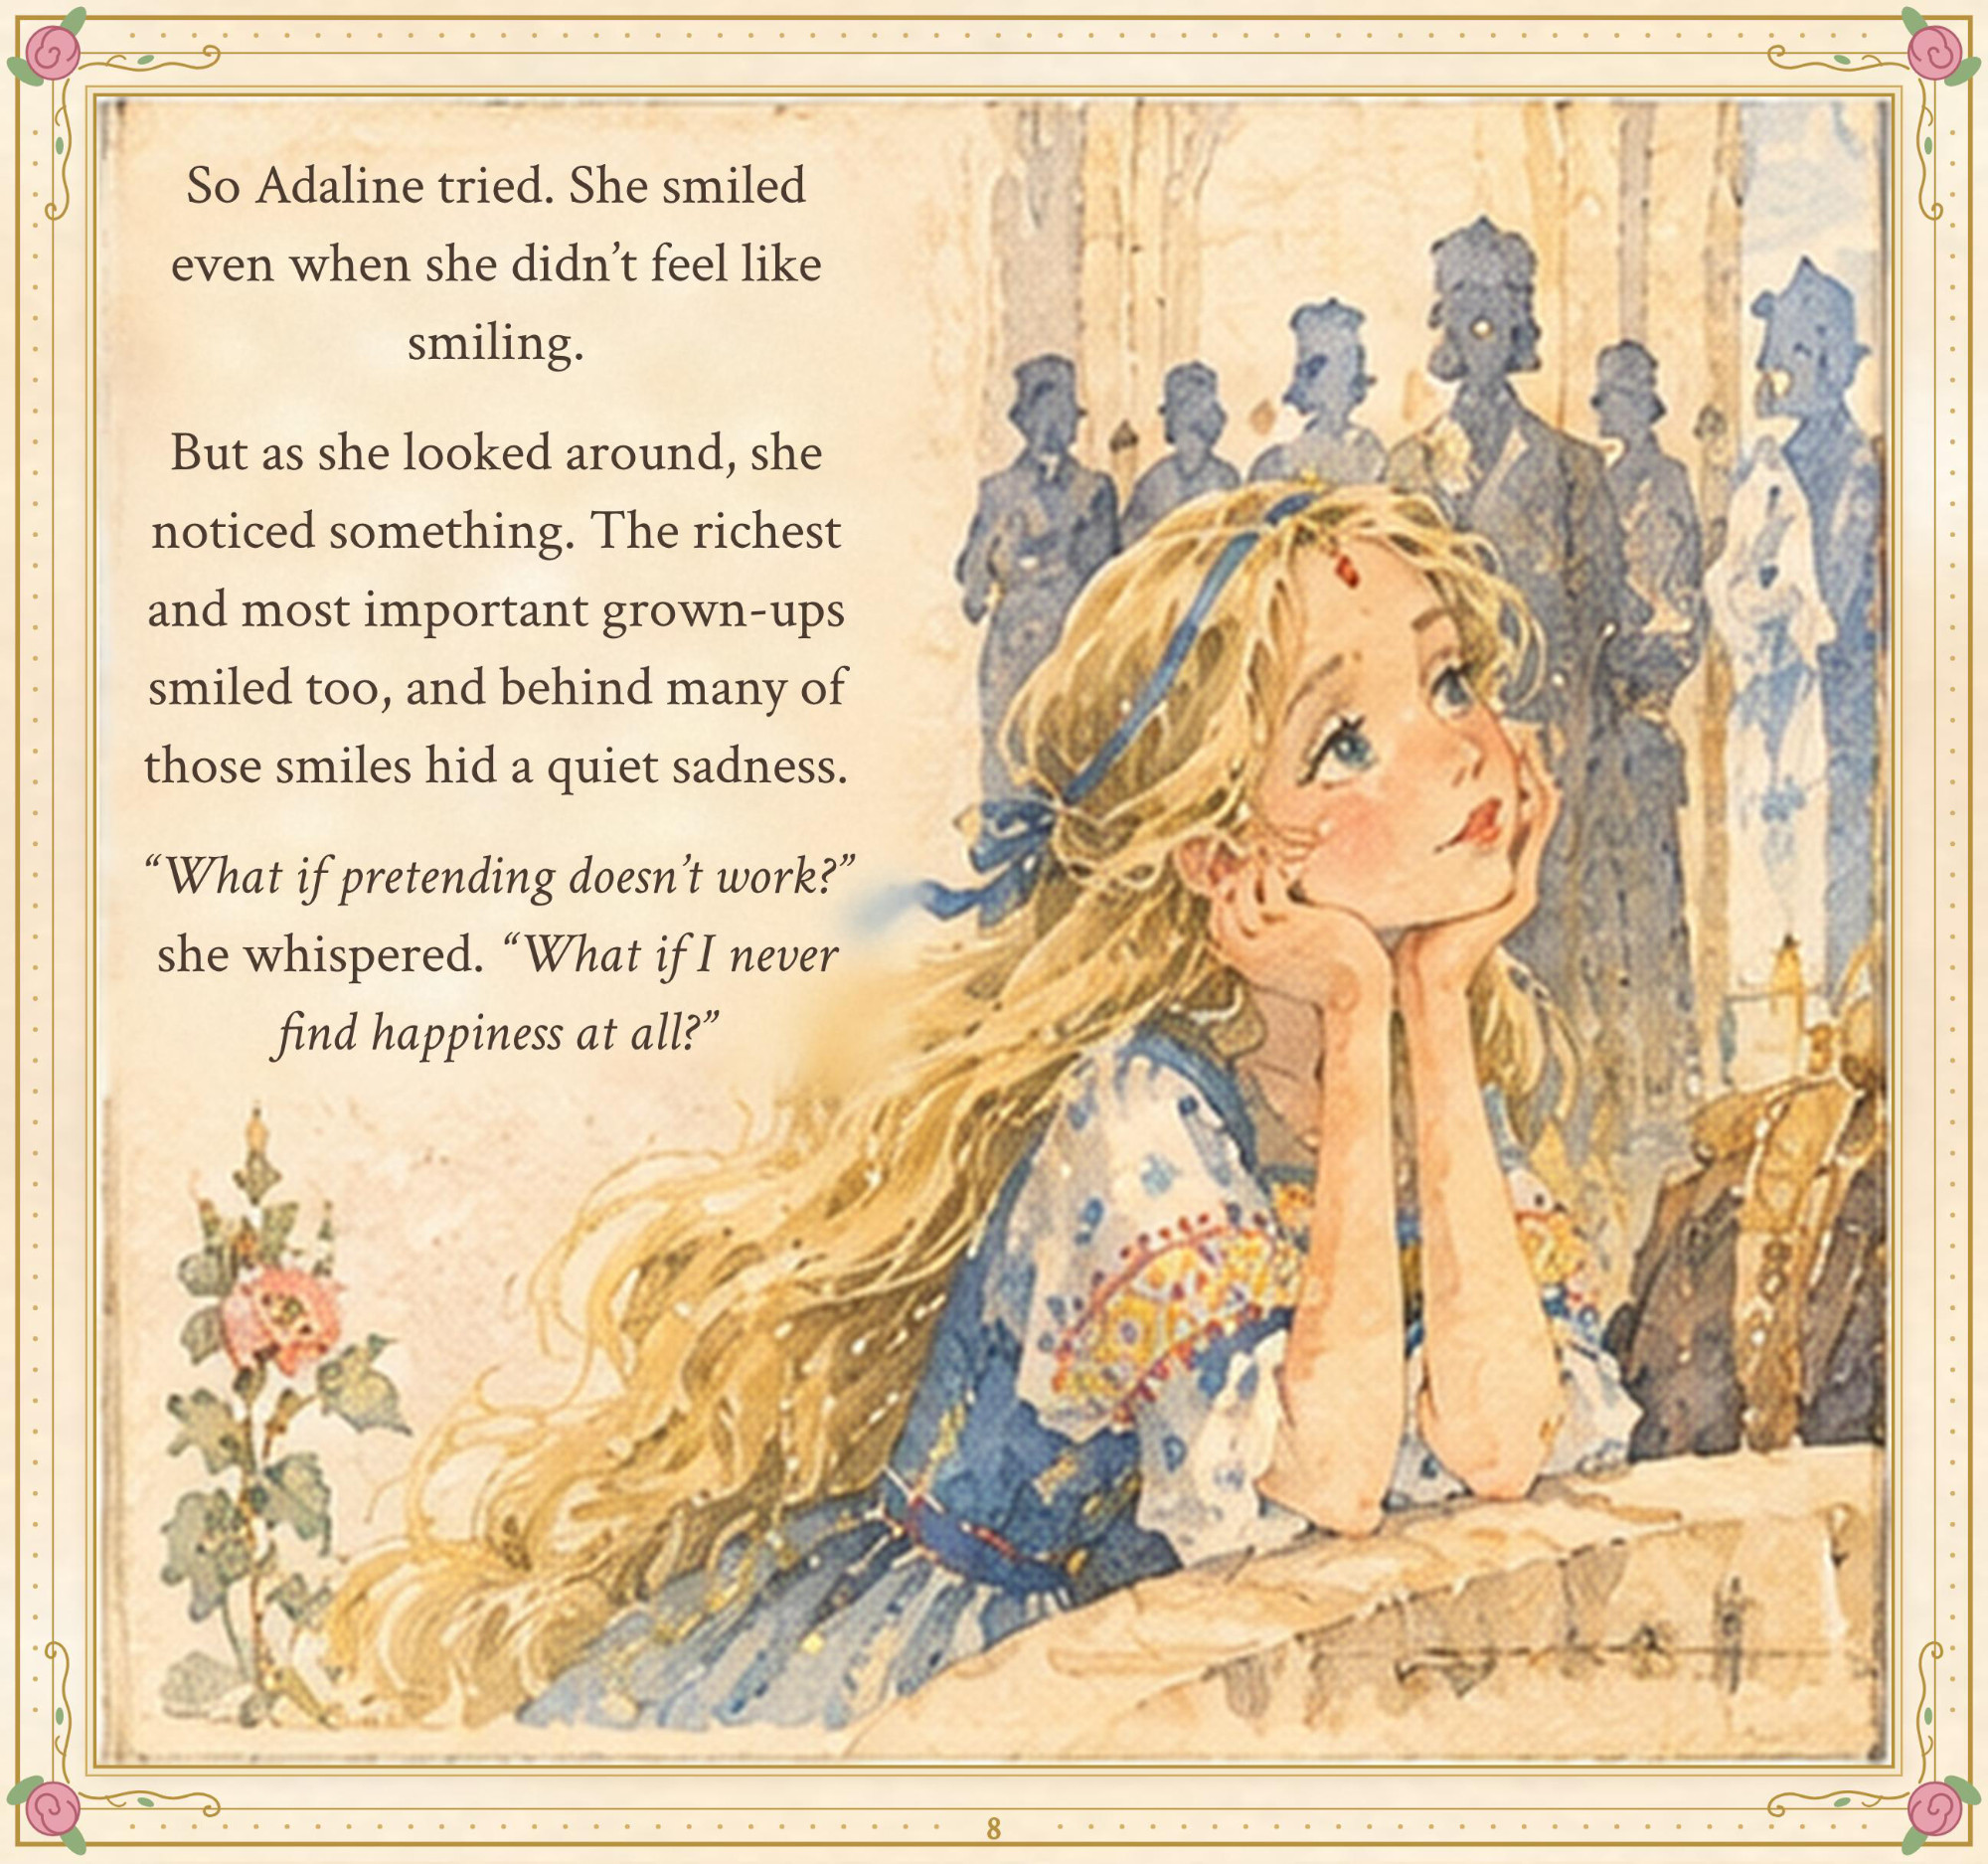 So Adaline tried. She smiled
even when she didn’t feel like
smiling.
But as she looked around, she
noticed something. The richest
and most important grown-ups
smiled too, and behind many of
those smiles hid a quiet sadness.
“What if pretending doesn’t work?”
she whispered. “What if I never
find happiness at all?”
8